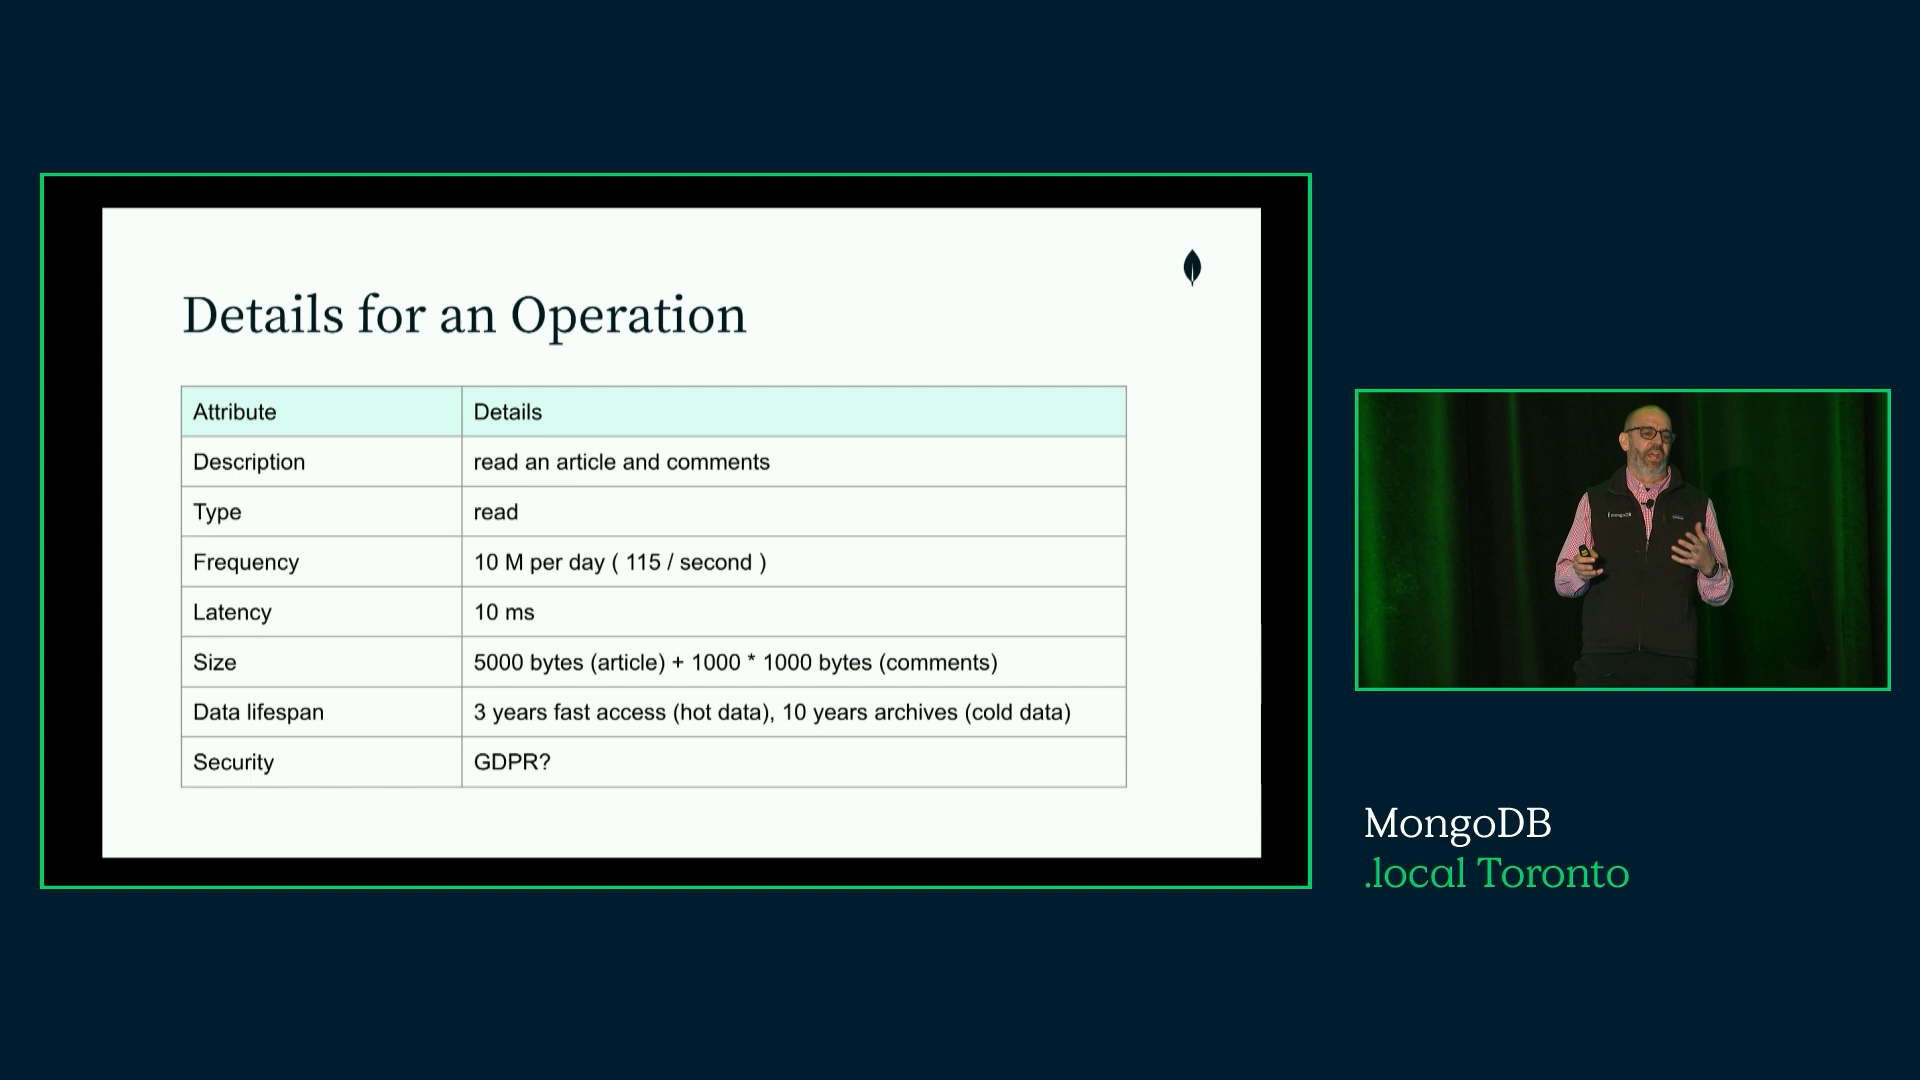 Details for an Operation
Attribute Details
Description read an article and comments
Type read
Frequency 10 M per day ( 115 / second )
Latency 10 ms
Size 5000 bytes (article) + 1000 * 1000 bytes (comments)
Data lifespan 3 years fast access (hot data), 10 years archives (cold data)
Security GDPR?
mongoDB
MongoDB
.local Toronto